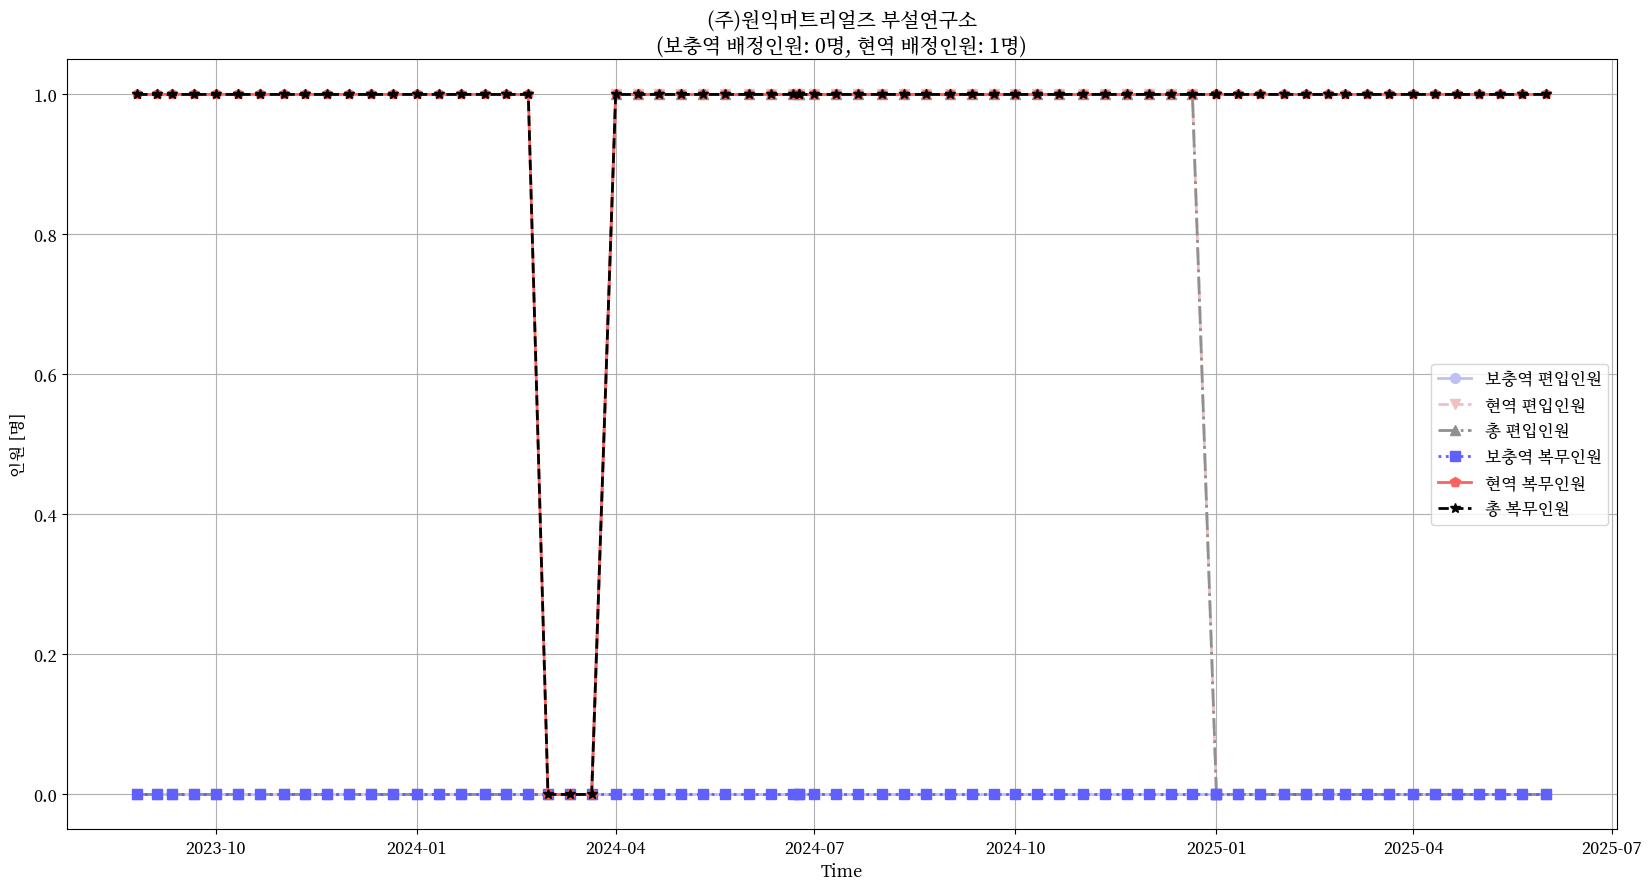 (주)원익머트리얼즈 부설연구소
(보충역 배정인원: 0명, 현역 배정인원: 1명)
인원 [명]
1.0
0.8
0.6
0.4
0.2
0.0
보충역 편입인원
현역 편입인원
총 편입인원
보충역 복무인원
현역 복무인원
총 복무인원
2023-10
2024-01
2024-04
2024-07
2024-10
2025-01
2025-04
2025-07
Time